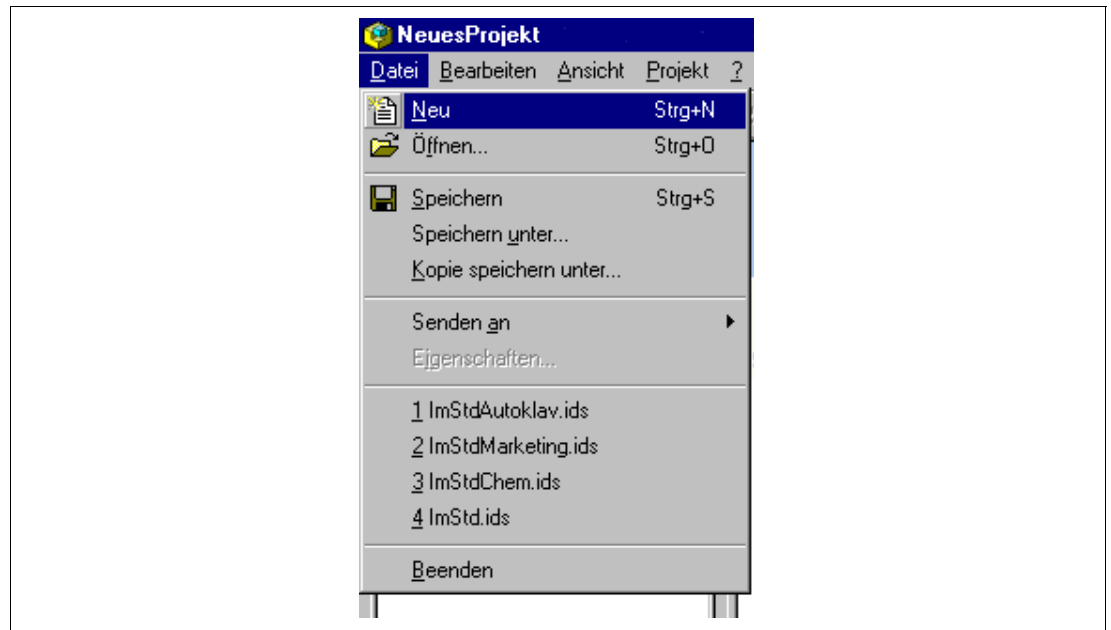 NeuesProjekt
Datei Bearbeiten Ansicht Projekt ?
Neu Strg+N
Öffnen... Strg+O
Speichern Strg+S
Speichern unter...
Kopie speichern unter...
Senden an
Eigenschaften...
1 ImStdAutoklav.ids
2 ImStdMarketing.ids
3 ImStdChem.ids
4 ImStd.ids
Beenden